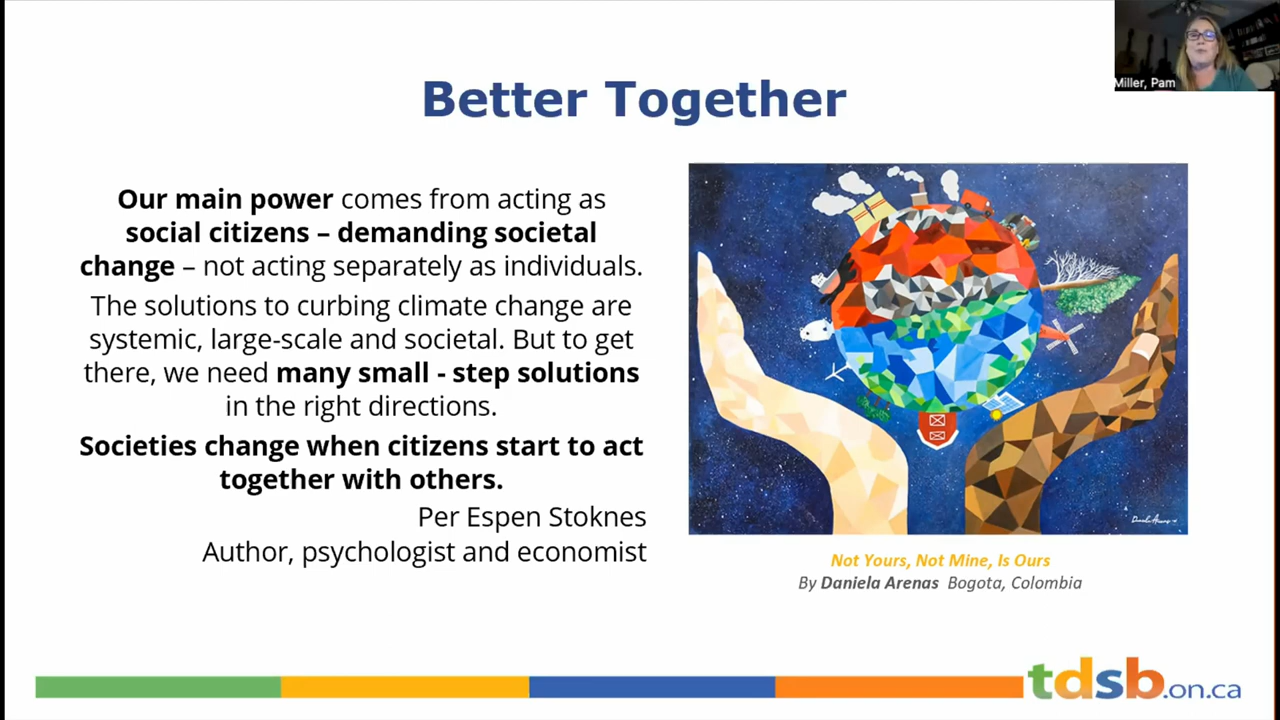 Better Together
Miller, Pam
Our main power comes from acting as
social citizens – demanding societal
change – not acting separately as individuals.
The solutions to curbing climate change are
systemic, large-scale and societal. But to get
there, we need many small - step solutions
in the right directions.
Societies change when citizens start to act
together with others.
Per Espen Stoknes
Author, psychologist and economist
Not Yours, Not Mine, Is Ours
By Daniela Arenas Bogota, Colombia
tdsb.on.ca